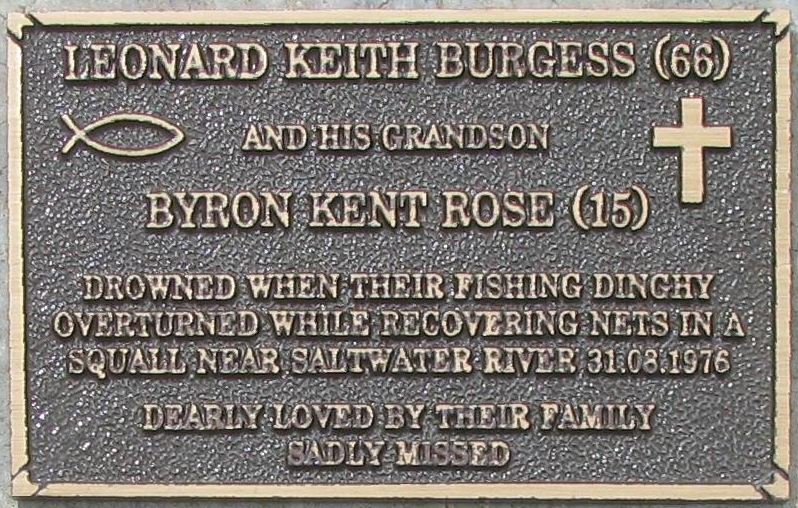 LEONARD KEITH BURGESS (66)
AND HIS GRANDSON
BYRON KENT ROSE (15)
DROWNED WHEN THEIR FISHING DINGHY
OVERTURNED WHILE RECOVERING NETS IN A
SQUALL NEAR SALTWATER RIVER 31.08.1976
DEARLY LOVED BY THEIR FAMILY
SADLY MISSED